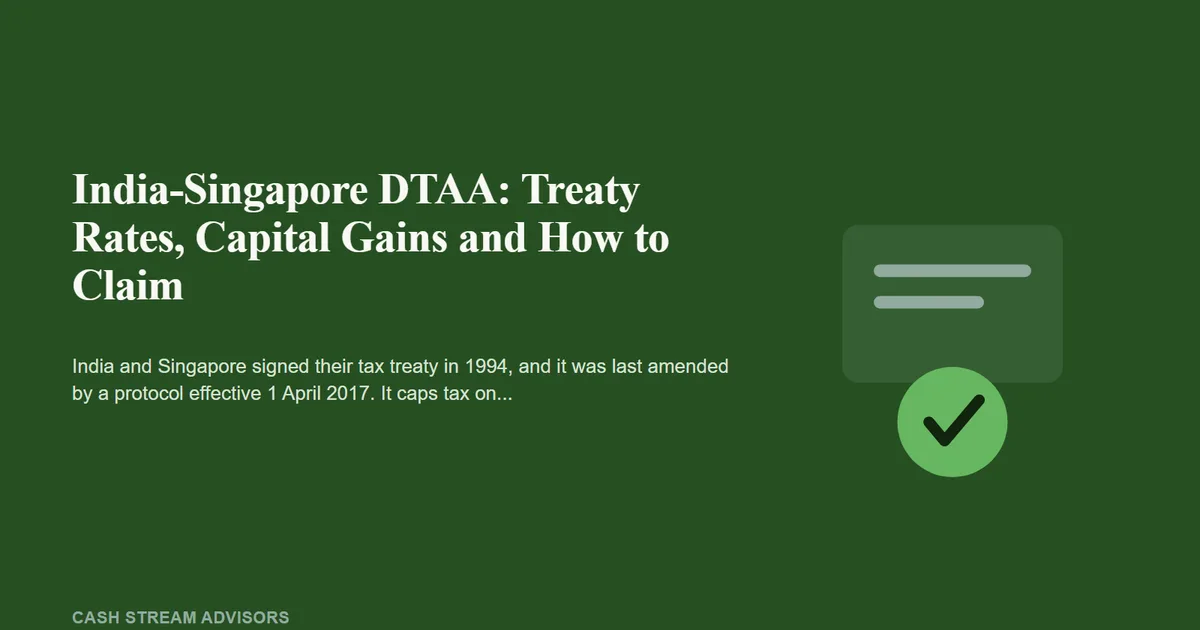 India-Singapore DTAA: Treaty
Rates, Capital Gains and How to
Claim
India and Singapore signed their tax treaty in 1994, and it was last amended
by a protocol effective 1 April 2017. It caps tax on...
CASH STREAM ADVISORS